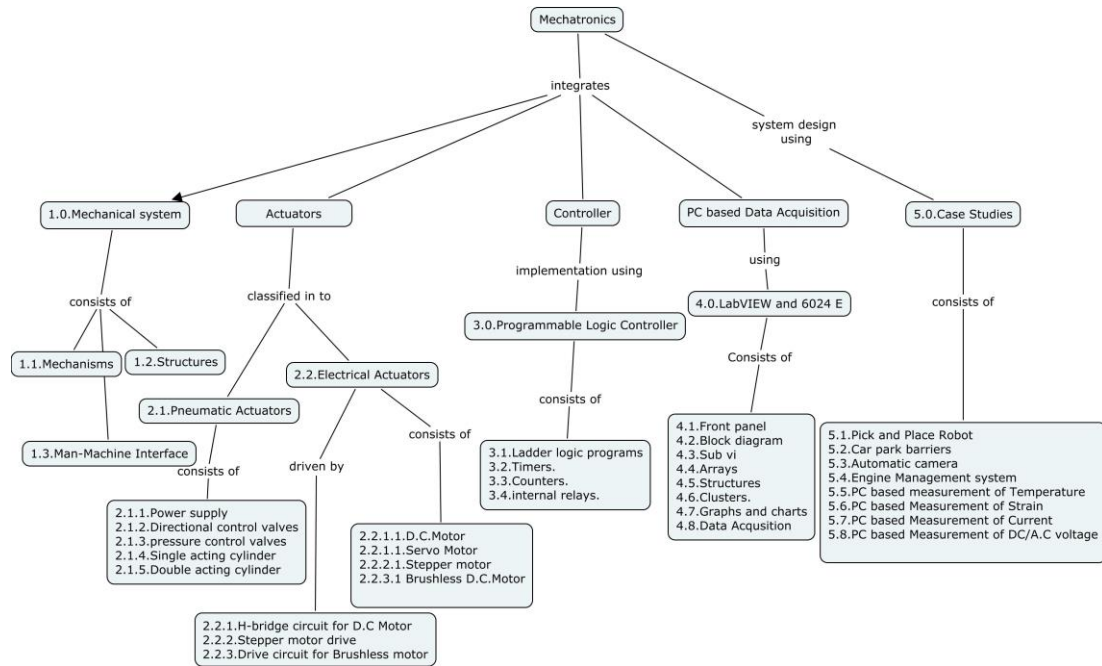 Mechatronics
integrates
system design
using
1.0.Mechanical system
Actuators
Controller
PC based Data Acquisition
5.0.Case Studies
consists of
classified in to
implementation using
using
consists of
1.1.Mechanisms
1.2.Structures
1.3.Man-Machine Interface
2.1.Pneumatic Actuators
2.2.Electrical Actuators
3.0.Programmable Logic Controller
4.0.LabVIEW and 6024 E
consists of
driven by
consists of
consists of
Consists of
2.1.1.Power supply
2.1.2.Directional control valves
2.1.3.pressure control valves
2.1.4.Single acting cylinder
2.1.5.Double acting cylinder
2.2.1.H-bridge circuit for D.C Motor
2.2.2.Stepper motor drive
2.2.3.Drive circuit for Brushless motor
2.2.1.1.D.C.Motor
2.2.1.1.Servo Motor
2.2.2.1.Stepper motor
2.2.3.1 Brushless D.C.Motor
3.1.Ladder logic programs
3.2.Timers.
3.3.Counters.
3.4.internal relays.
4.1.Front panel
4.2.Block diagram
4.3.Sub vi
4.4.Arrays
4.5.Structures
4.6.Clusters.
4.7.Graphs and charts
4.8.Data Acqusition
5.1.Pick and Place Robot
5.2.Car park barriers
5.3.Automatic camera
5.4.Engine Management system
5.5.PC based measurement of Temperature
5.6.PC based Measurement of Strain
5.7.PC based Measurement of Current
5.8.PC based Measurement of DC/A.C voltage